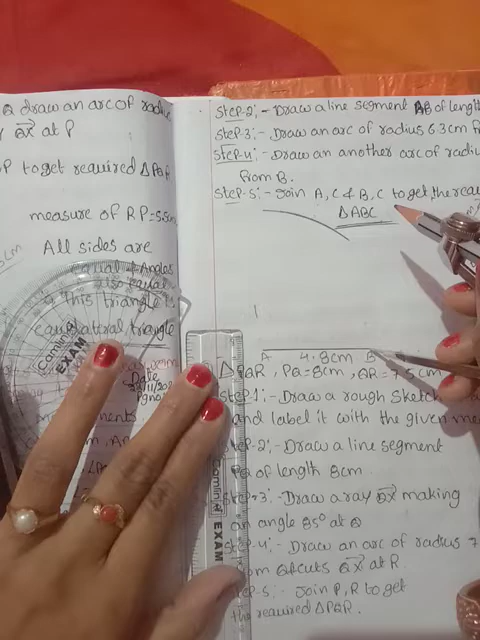 Q draw an arc of radius
QX at P
P to get required ΔPQR
measure of RP = 5.5cm
All sides are
equal & Angles
also equal
This triangle is
equilateral triangle
Camlin
EXAM
Date
Step-2:- Draw a line segment AB of length
Step-3:- Draw an arc of radius 6.3cm
Step-4:- Draw an another arc of radius
from B.
Step-5:- Join A,C & B,C to get the
ΔABC
A 4.8cm B
ΔPQR, PQ=8cm, QR=7.5cm
Step-1:- Draw a rough sketch
and label it with the given
Step-2:- Draw a line segment
PQ of length 8cm.
Step-3:- Draw a ray QX making
an angle 85° at Q
Step-4:- Draw an arc of radius 7
from Q cuts QX at R.
Step-5:- Join P,R to get
the required ΔPQR.
Camlin
EXAM